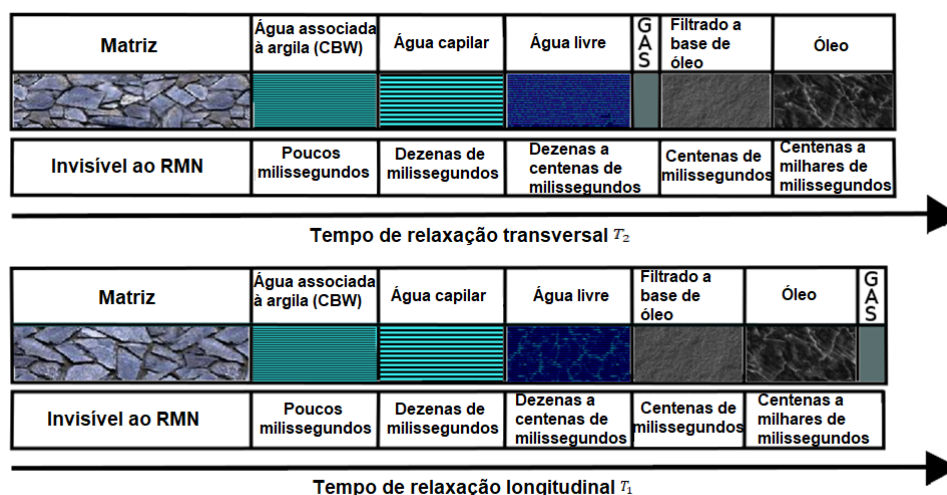 Matriz
Água associada
à argila (CBW)
Água capilar
Água livre
G
A
S
Filtrado a
base de
óleo
Óleo
Invisível ao RMN
Poucos
milissegundos
Dezenas de
milissegundos
Dezenas a
centenas de
milissegundos
Centenas de
milissegundos
Centenas a
milhares de
milissegundos
Tempo de relaxação transversal T₂
Matriz
Água associada
à argila (CBW)
Água capilar
Água livre
Filtrado a
base de
óleo
Óleo
G
A
S
Invisível ao RMN
Poucos
milissegundos
Dezenas de
milissegundos
Dezenas a
centenas de
milissegundos
Centenas de
milissegundos
Centenas a
milhares de
milissegundos
Tempo de relaxação longitudinal T₁